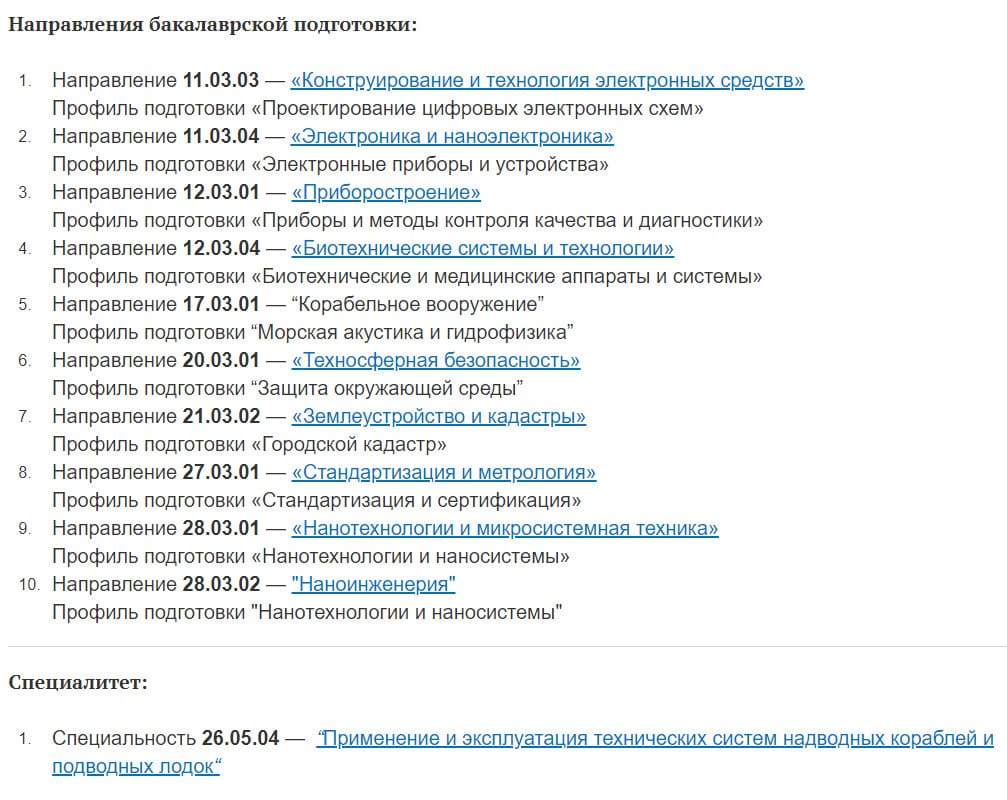 Направления бакалаврской подготовки:
1. Направление 11.03.03 — «Конструирование и технология электронных средств»
Профиль подготовки «Проектирование цифровых электронных схем»
2. Направление 11.03.04 — «Электроника и наноэлектроника»
Профиль подготовки «Электронные приборы и устройства»
3. Направление 12.03.01 — «Приборостроение»
Профиль подготовки «Приборы и методы контроля качества и диагностики»
4. Направление 12.03.04 — «Биотехнические системы и технологии»
Профиль подготовки «Биотехнические и медицинские аппараты и системы»
5. Направление 17.03.01 — “Корабельное вооружение”
Профиль подготовки “Морская акустика и гидрофизика”
6. Направление 20.03.01 — «Техносферная безопасность»
Профиль подготовки “Защита окружающей среды”
7. Направление 21.03.02 — «Землеустройство и кадастры»
Профиль подготовки «Городской кадастр»
8. Направление 27.03.01 — «Стандартизация и метрология»
Профиль подготовки «Стандартизация и сертификация»
9. Направление 28.03.01 — «Нанотехнологии и микросистемная техника»
Профиль подготовки «Нанотехнологии и наносистемы»
10. Направление 28.03.02 — "Наноинженерия"
Профиль подготовки "Нанотехнологии и наносистемы"
Специалитет:
1. Специальность 26.05.04 — “Применение и эксплуатация технических систем надводных кораблей и
подводных лодок“